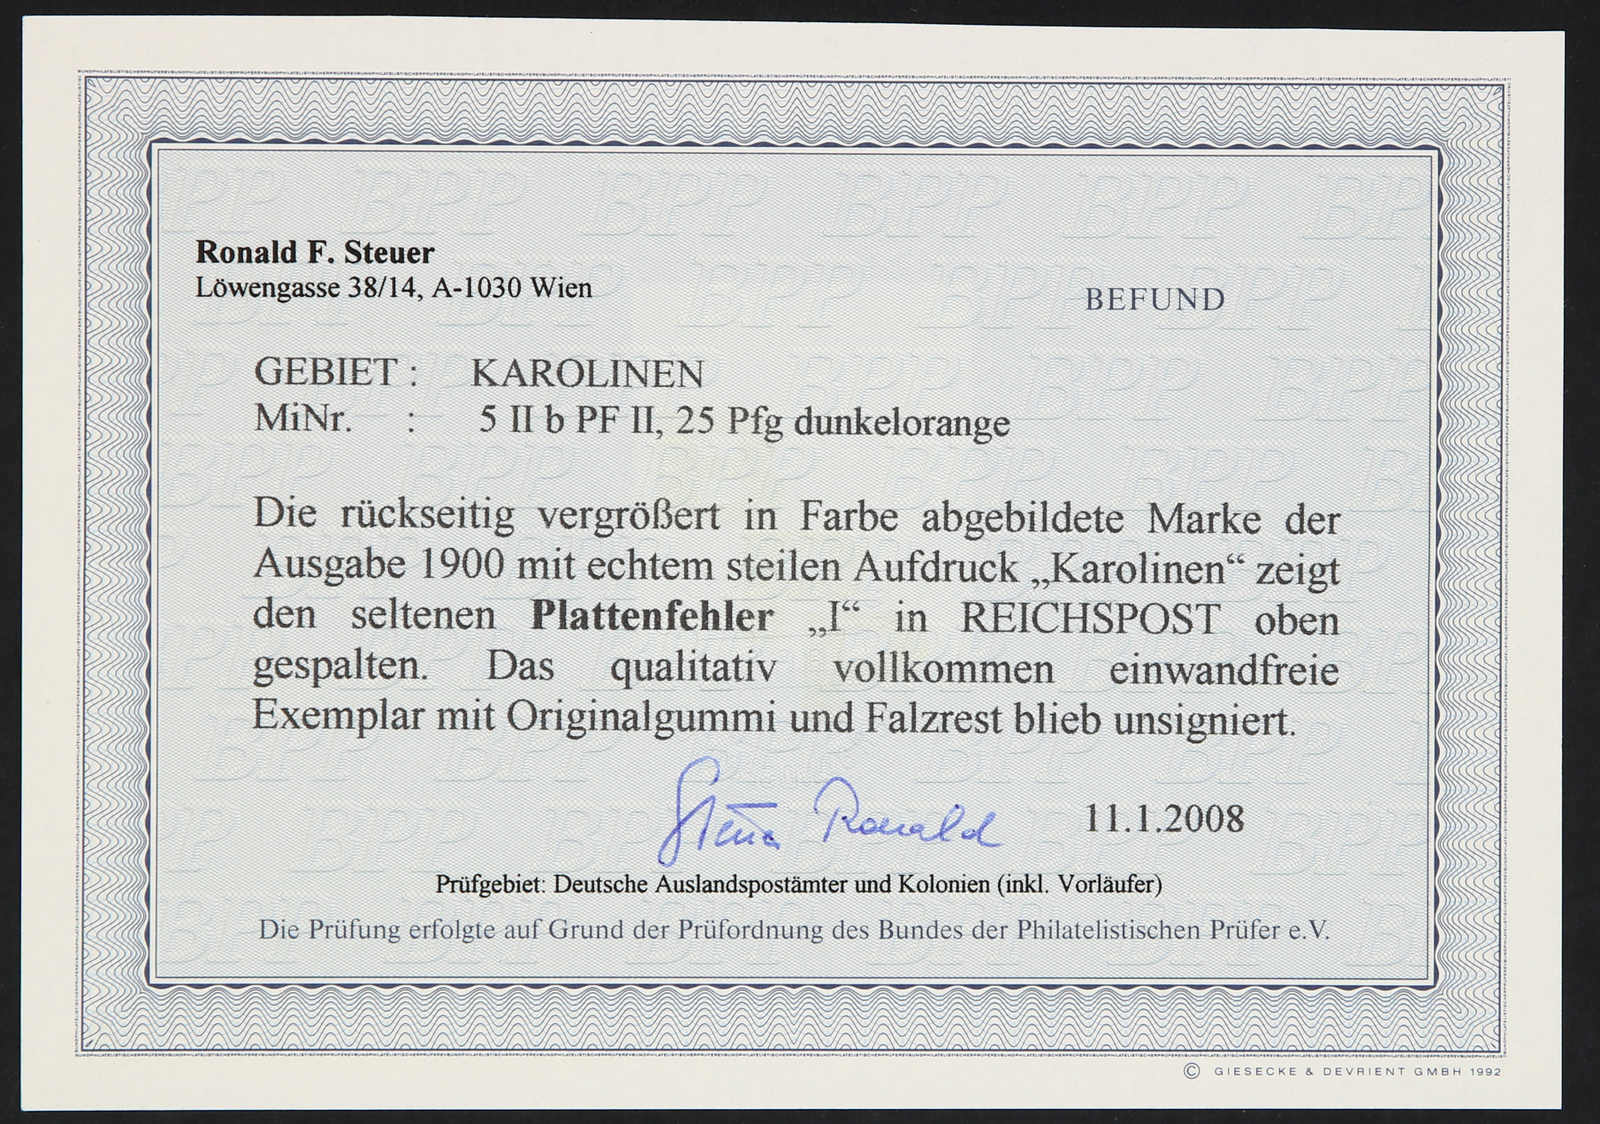 Ronald F. Steuer
Löwengasse 38/14, A-1030 Wien
BEFUND
GEBIET : KAROLINEN
MiNr. : 5 II b PF II, 25 Pfg dunkelorange
Die rückseitig vergrößert in Farbe abgebildete Marke der
Ausgabe 1900 mit echtem steilen Aufdruck „Karolinen“ zeigt
den seltenen Plattenfehler „I“ in REICHSPOST oben
gespalten. Das qualitativ vollkommen einwandfreie
Exemplar mit Originalgummi und Falzrest blieb unsigniert.
Steuer Ronald 11.1.2008
Prüfgebiet: Deutsche Auslandspostämter und Kolonien (inkl. Vorläufer)
Die Prüfung erfolgte auf Grund der Prüfordnung des Bundes der Philatelistischen Prüfer e.V.
© GIESECKE & DEVRIENT GMBH 1992